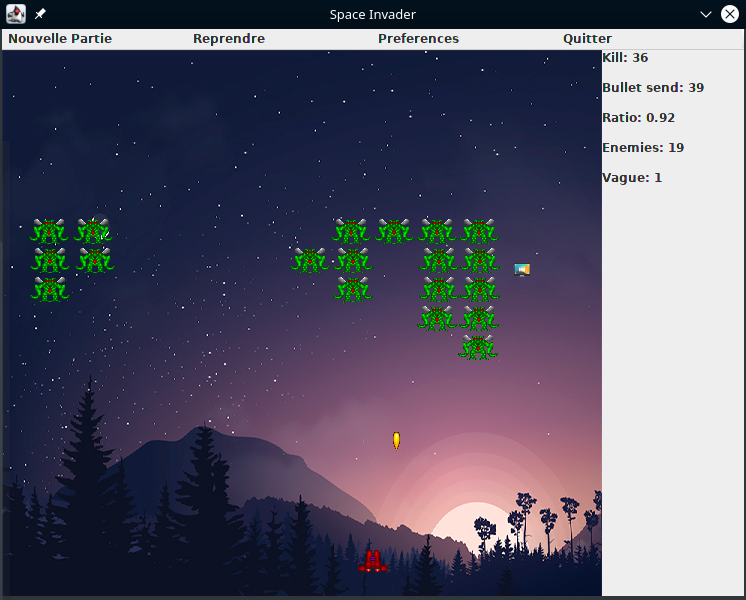 Space Invader
Nouvelle Partie Reprendre Preferences Quitter
Kill: 36
Bullet send: 39
Ratio: 0.92
Enemies: 19
Vague: 1